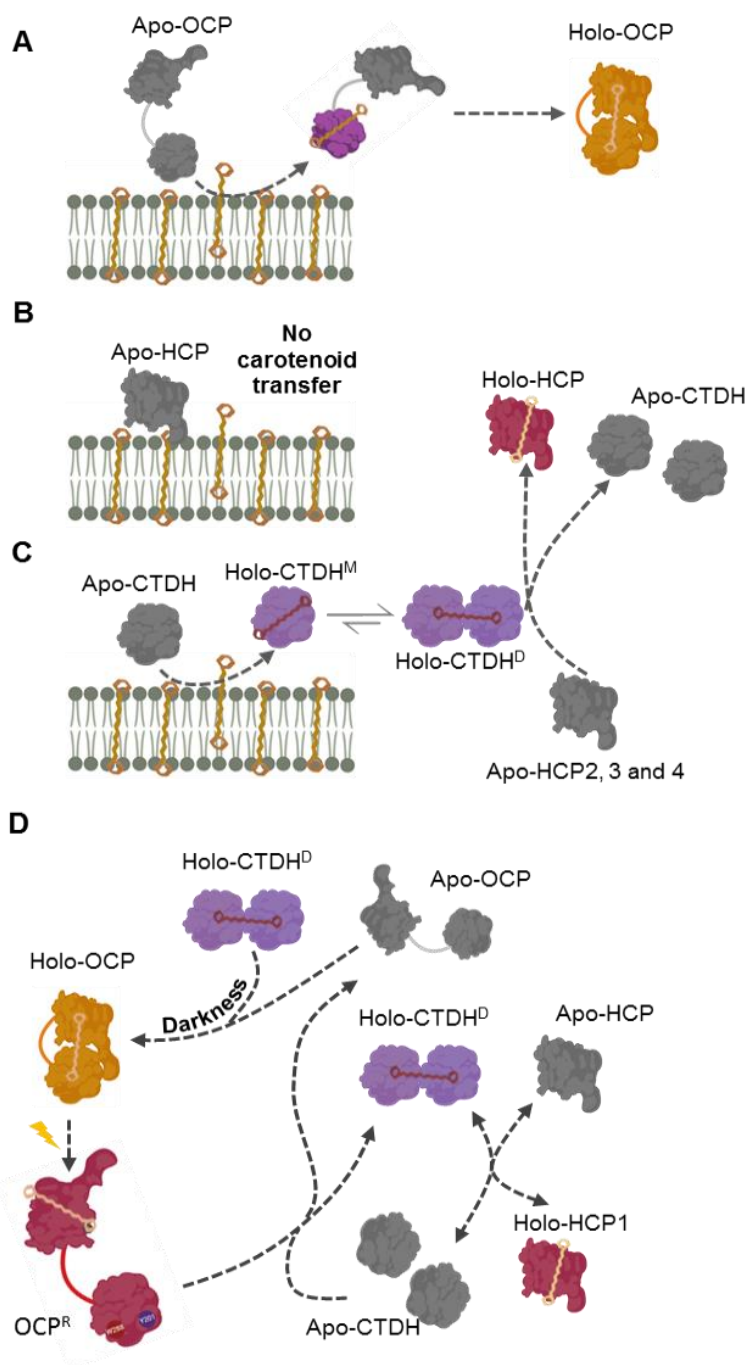 A
Apo-OCP
Holo-OCP
B
Apo-HCP
No
carotenoid
transfer
Holo-HCP
Apo-CTDH
C
Apo-CTDH
Holo-CTDHᴹ
Holo-CTDHᴰ
Apo-HCP2, 3 and 4
D
Holo-CTDHᴰ
Apo-OCP
Holo-OCP
Darkness
Holo-CTDHᴰ
Apo-HCP
Holo-HCP1
OCPᴿ
W288
Y201
Apo-CTDH